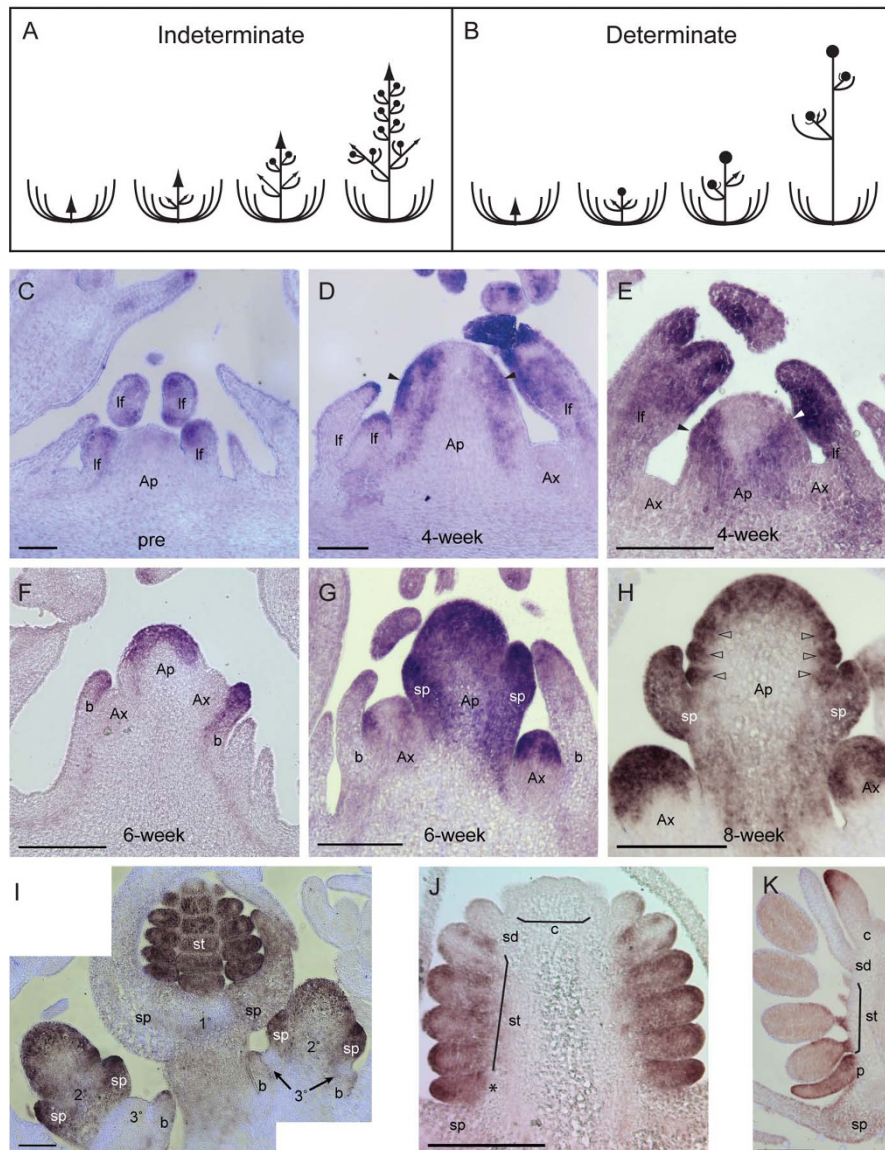 A
Indeterminate
B
Determinate
C
lf
lf
lf
lf
Ap
pre
D
lf
lf
lf
Ap
Ax
4-week
E
lf
lf
Ax
Ap
Ax
4-week
F
Ap
Ax
Ax
b
b
6-week
G
sp
Ap
sp
b
Ax
Ax
b
6-week
H
Ap
sp
sp
Ax
Ax
8-week
I
st
sp
1°
sp
sp
2°
sp
2°
sp
sp
3°
b
b
3°
b
J
c
sd
st
*
sp
K
c
sd
st
p
sp